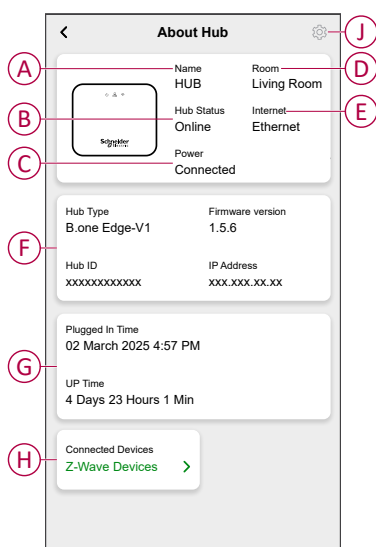 About Hub
J
A
Name
Room
D
HUB
Living Room
B
Hub Status
Internet
E
Online
Ethernet
Schneider
Electric
C
Power
Connected
F
Hub Type
Firmware version
B.one Edge-V1
1.5.6
Hub ID
IP Address
xxxxxxxxxxxx
xxx.xxx.xx.xx
G
Plugged In Time
02 March 2025 4:57 PM
UP Time
4 Days 23 Hours 1 Min
H
Connected Devices
Z-Wave Devices